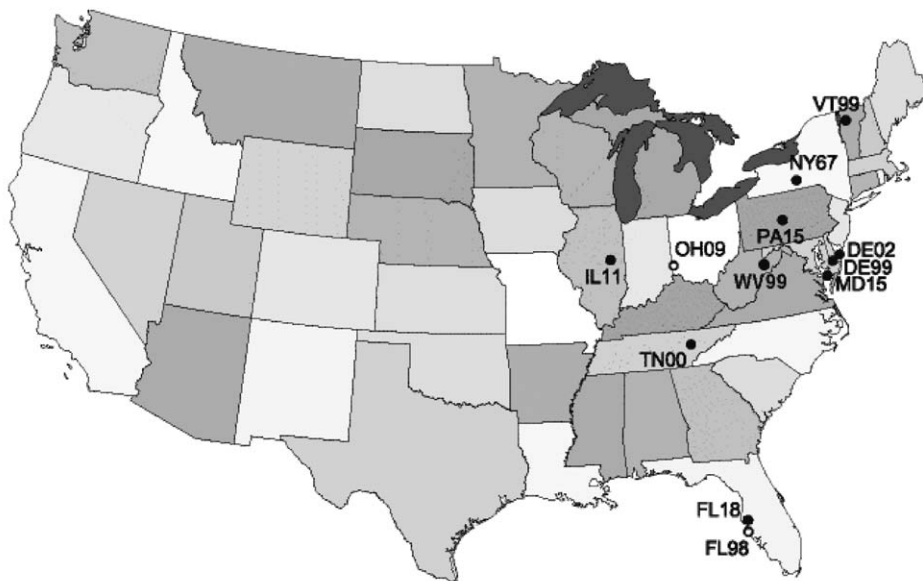 VT99
NY67
PA15
OH09
DE02
DE99
IL11
WV99
MD15
TN00
FL18
FL98